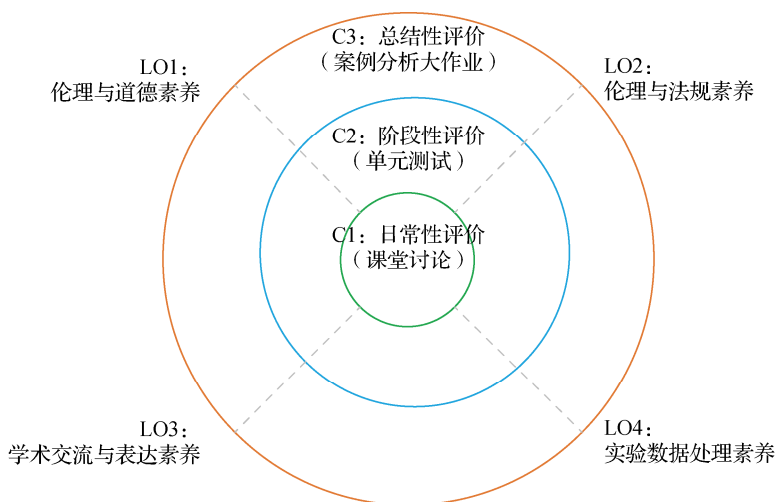 C3：总结性评价
（案例分析大作业）
LO1：
伦理与道德素养
LO2：
伦理与法规素养
C2：阶段性评价
（单元测试）
C1：日常性评价
（课堂讨论）
LO3：
学术交流与表达素养
LO4：
实验数据处理素养